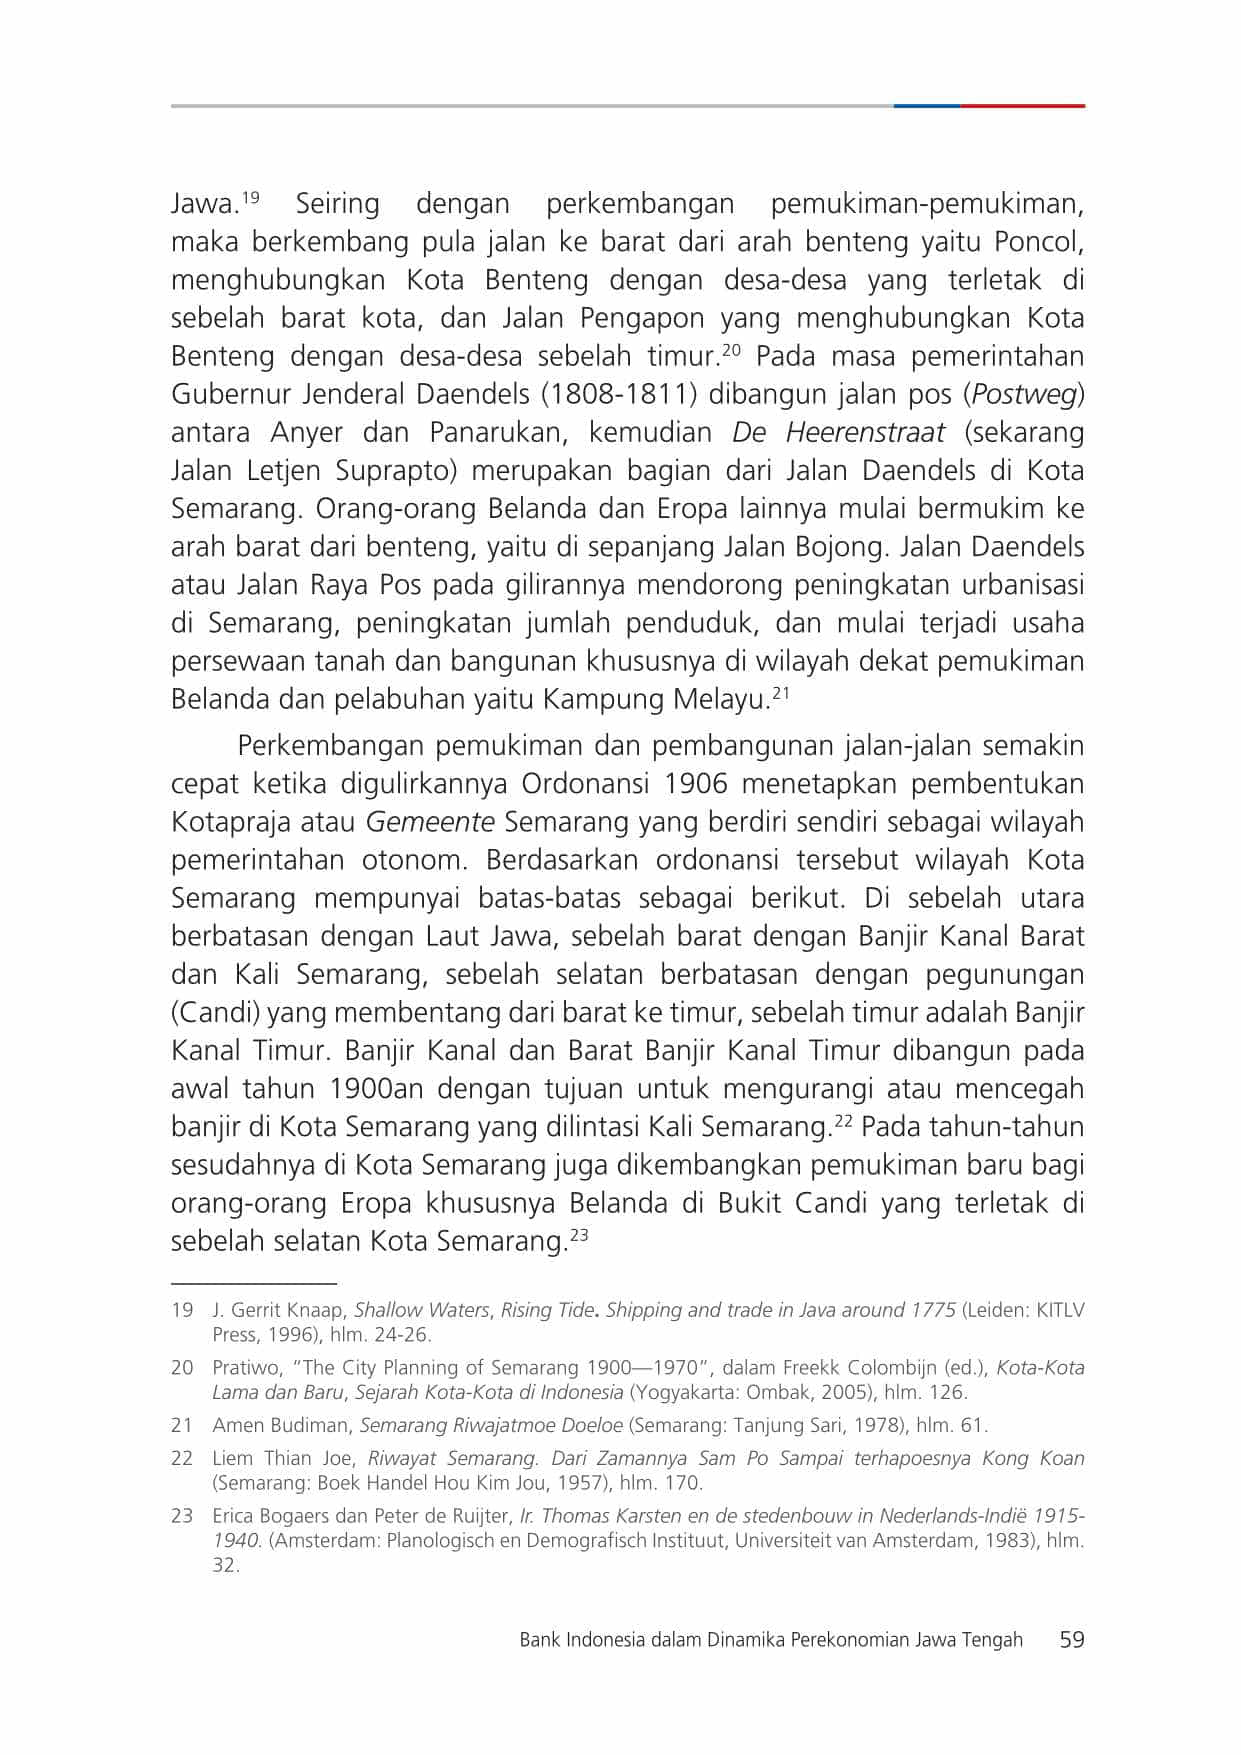 Jawa.19 Seiring dengan perkembangan pemukiman-pemukiman,
maka berkembang pula jalan ke barat dari arah benteng yaitu Poncol,
menghubungkan Kota Benteng dengan desa-desa yang terletak di
sebelah barat kota, dan Jalan Pengapon yang menghubungkan Kota
Benteng dengan desa-desa sebelah timur.20 Pada masa pemerintahan
Gubernur Jenderal Daendels (1808-1811) dibangun jalan pos (Postweg)
antara Anyer dan Panarukan, kemudian De Heerenstraat (sekarang
Jalan Letjen Suprapto) merupakan bagian dari Jalan Daendels di Kota
Semarang. Orang-orang Belanda dan Eropa lainnya mulai bermukim ke
arah barat dari benteng, yaitu di sepanjang Jalan Bojong. Jalan Daendels
atau Jalan Raya Pos pada gilirannya mendorong peningkatan urbanisasi
di Semarang, peningkatan jumlah penduduk, dan mulai terjadi usaha
persewaan tanah dan bangunan khususnya di wilayah dekat pemukiman
Belanda dan pelabuhan yaitu Kampung Melayu.21
Perkembangan pemukiman dan pembangunan jalan-jalan semakin
cepat ketika digulirkannya Ordonansi 1906 menetapkan pembentukan
Kotapraja atau Gemeente Semarang yang berdiri sendiri sebagai wilayah
pemerintahan otonom. Berdasarkan ordonansi tersebut wilayah Kota
Semarang mempunyai batas-batas sebagai berikut. Di sebelah utara
berbatasan dengan Laut Jawa, sebelah barat dengan Banjir Kanal Barat
dan Kali Semarang, sebelah selatan berbatasan dengan pegunungan
(Candi) yang membentang dari barat ke timur, sebelah timur adalah Banjir
Kanal Timur. Banjir Kanal dan Barat Banjir Kanal Timur dibangun pada
awal tahun 1900an dengan tujuan untuk mengurangi atau mencegah
banjir di Kota Semarang yang dilintasi Kali Semarang.22 Pada tahun-tahun
sesudahnya di Kota Semarang juga dikembangkan pemukiman baru bagi
orang-orang Eropa khususnya Belanda di Bukit Candi yang terletak di
sebelah selatan Kota Semarang.23
19 J. Gerrit Knaap, Shallow Waters, Rising Tide. Shipping and trade in Java around 1775 (Leiden: KITLV
Press, 1996), hlm. 24-26.
20 Pratiwo, “The City Planning of Semarang 1900—1970”, dalam Freekk Colombijn (ed.), Kota-Kota
Lama dan Baru, Sejarah Kota-Kota di Indonesia (Yogyakarta: Ombak, 2005), hlm. 126.
21 Amen Budiman, Semarang Riwajatmoe Doeloe (Semarang: Tanjung Sari, 1978), hlm. 61.
22 Liem Thian Joe, Riwayat Semarang. Dari Zamannya Sam Po Sampai terhapoesnya Kong Koan
(Semarang: Boek Handel Hou Kim Jou, 1957), hlm. 170.
23 Erica Bogaers dan Peter de Ruijter, Ir. Thomas Karsten en de stedenbouw in Nederlands-Indië 1915-
1940. (Amsterdam: Planologisch en Demografisch Instituut, Universiteit van Amsterdam, 1983), hlm.
32.
Bank Indonesia dalam Dinamika Perekonomian Jawa Tengah 59